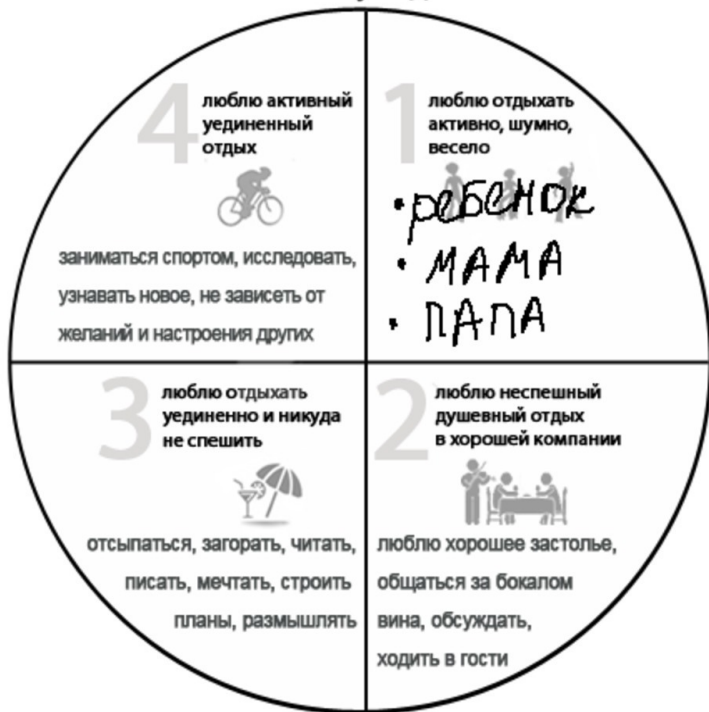 4
люблю активный
уединенный
отдых
заниматься спортом, исследовать,
узнавать новое, не зависеть от
желаний и настроения других
1
люблю отдыхать
активно, шумно,
весело
• ребенок
• МАМА
• ПАПА
3
люблю отдыхать
уединенно и никуда
не спешить
отсыпаться, загорать, читать,
писать, мечтать, строить
планы, размышлять
2
люблю неспешный
душевный отдых
в хорошей компании
люблю хорошее застолье,
общаться за бокалом
вина, обсуждать,
ходить в гости